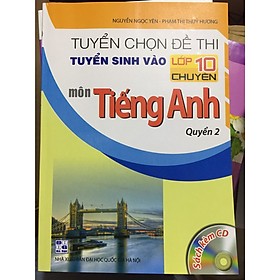 NGUYỄN NGỌC YẾN - PHẠM THỊ THÚY HƯƠNG
TUYỂN CHỌN ĐỀ THI
TUYỂN SINH VÀO LỚP 10
CHUYÊN
môn Tiếng Anh
Quyển 2
Sách kèm CD
NHÀ XUẤT BẢN ĐẠI HỌC QUỐC GIA HÀ NỘI